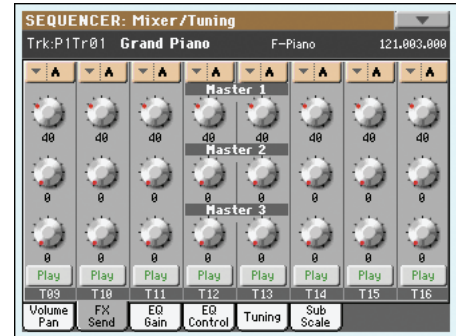 SEQUENCER: Mixer/Tuning
Trk:P1Tr01 Grand Piano F-Piano 121.003.000
A A A A A A A A
Master 1
40 40 40 40 40 40 40 40
Master 2
0 0 0 0 0 0 0 0
Master 3
0 0 0 0 0 0 0 0
Play Play Play Play Play Play Play Play
T09 T10 T11 T12 T13 T14 T15 T16
Volume Pan FX Send EQ Gain EQ Control Tuning Sub Scale